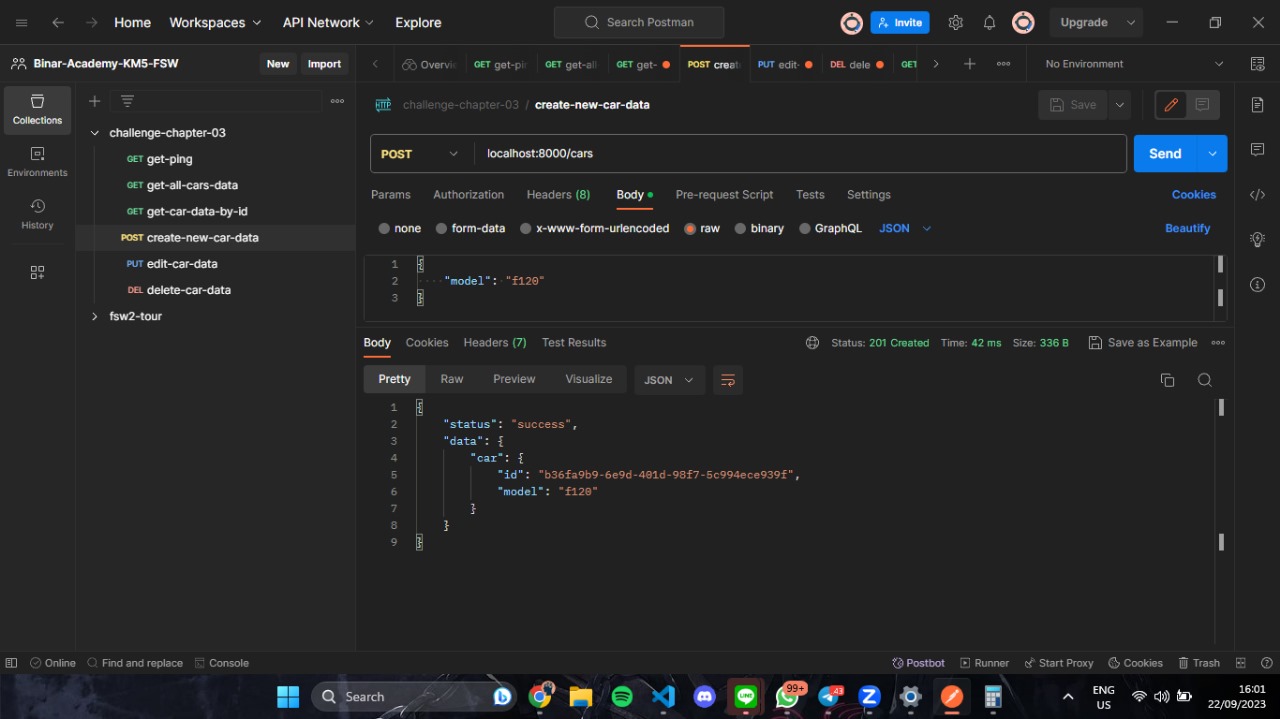 Home Workspaces API Network Explore Search Postman Invite Upgrade
Binar-Academy-KM5-FSW New Import Overvie GET get-pin GET get-all GET get- POST creat PUT edit- DEL dele GET No Environment
Collections
Environments
History
challenge-chapter-03
GET get-ping
GET get-all-cars-data
GET get-car-data-by-id
POST create-new-car-data
PUT edit-car-data
DEL delete-car-data
fsw2-tour
HTTP challenge-chapter-03 / create-new-car-data Save
POST localhost:8000/cars Send
Params Authorization Headers (8) Body Pre-request Script Tests Settings Cookies
none form-data x-www-form-urlencoded raw binary GraphQL JSON Beautify
1 {
2 "model": "f120"
3 }
Body Cookies Headers (7) Test Results Status: 201 Created Time: 42 ms Size: 336 B Save as Example
Pretty Raw Preview Visualize JSON
1 {
2 "status": "success",
3 "data": {
4 "car": {
5 "id": "b36fa9b9-6e9d-401d-98f7-5c994ece939f",
6 "model": "f120"
7 }
8 }
9 }
Online Find and replace Console Postbot Runner Start Proxy Cookies Trash
Search 99+ 43 ENG US 16:01
22/09/2023